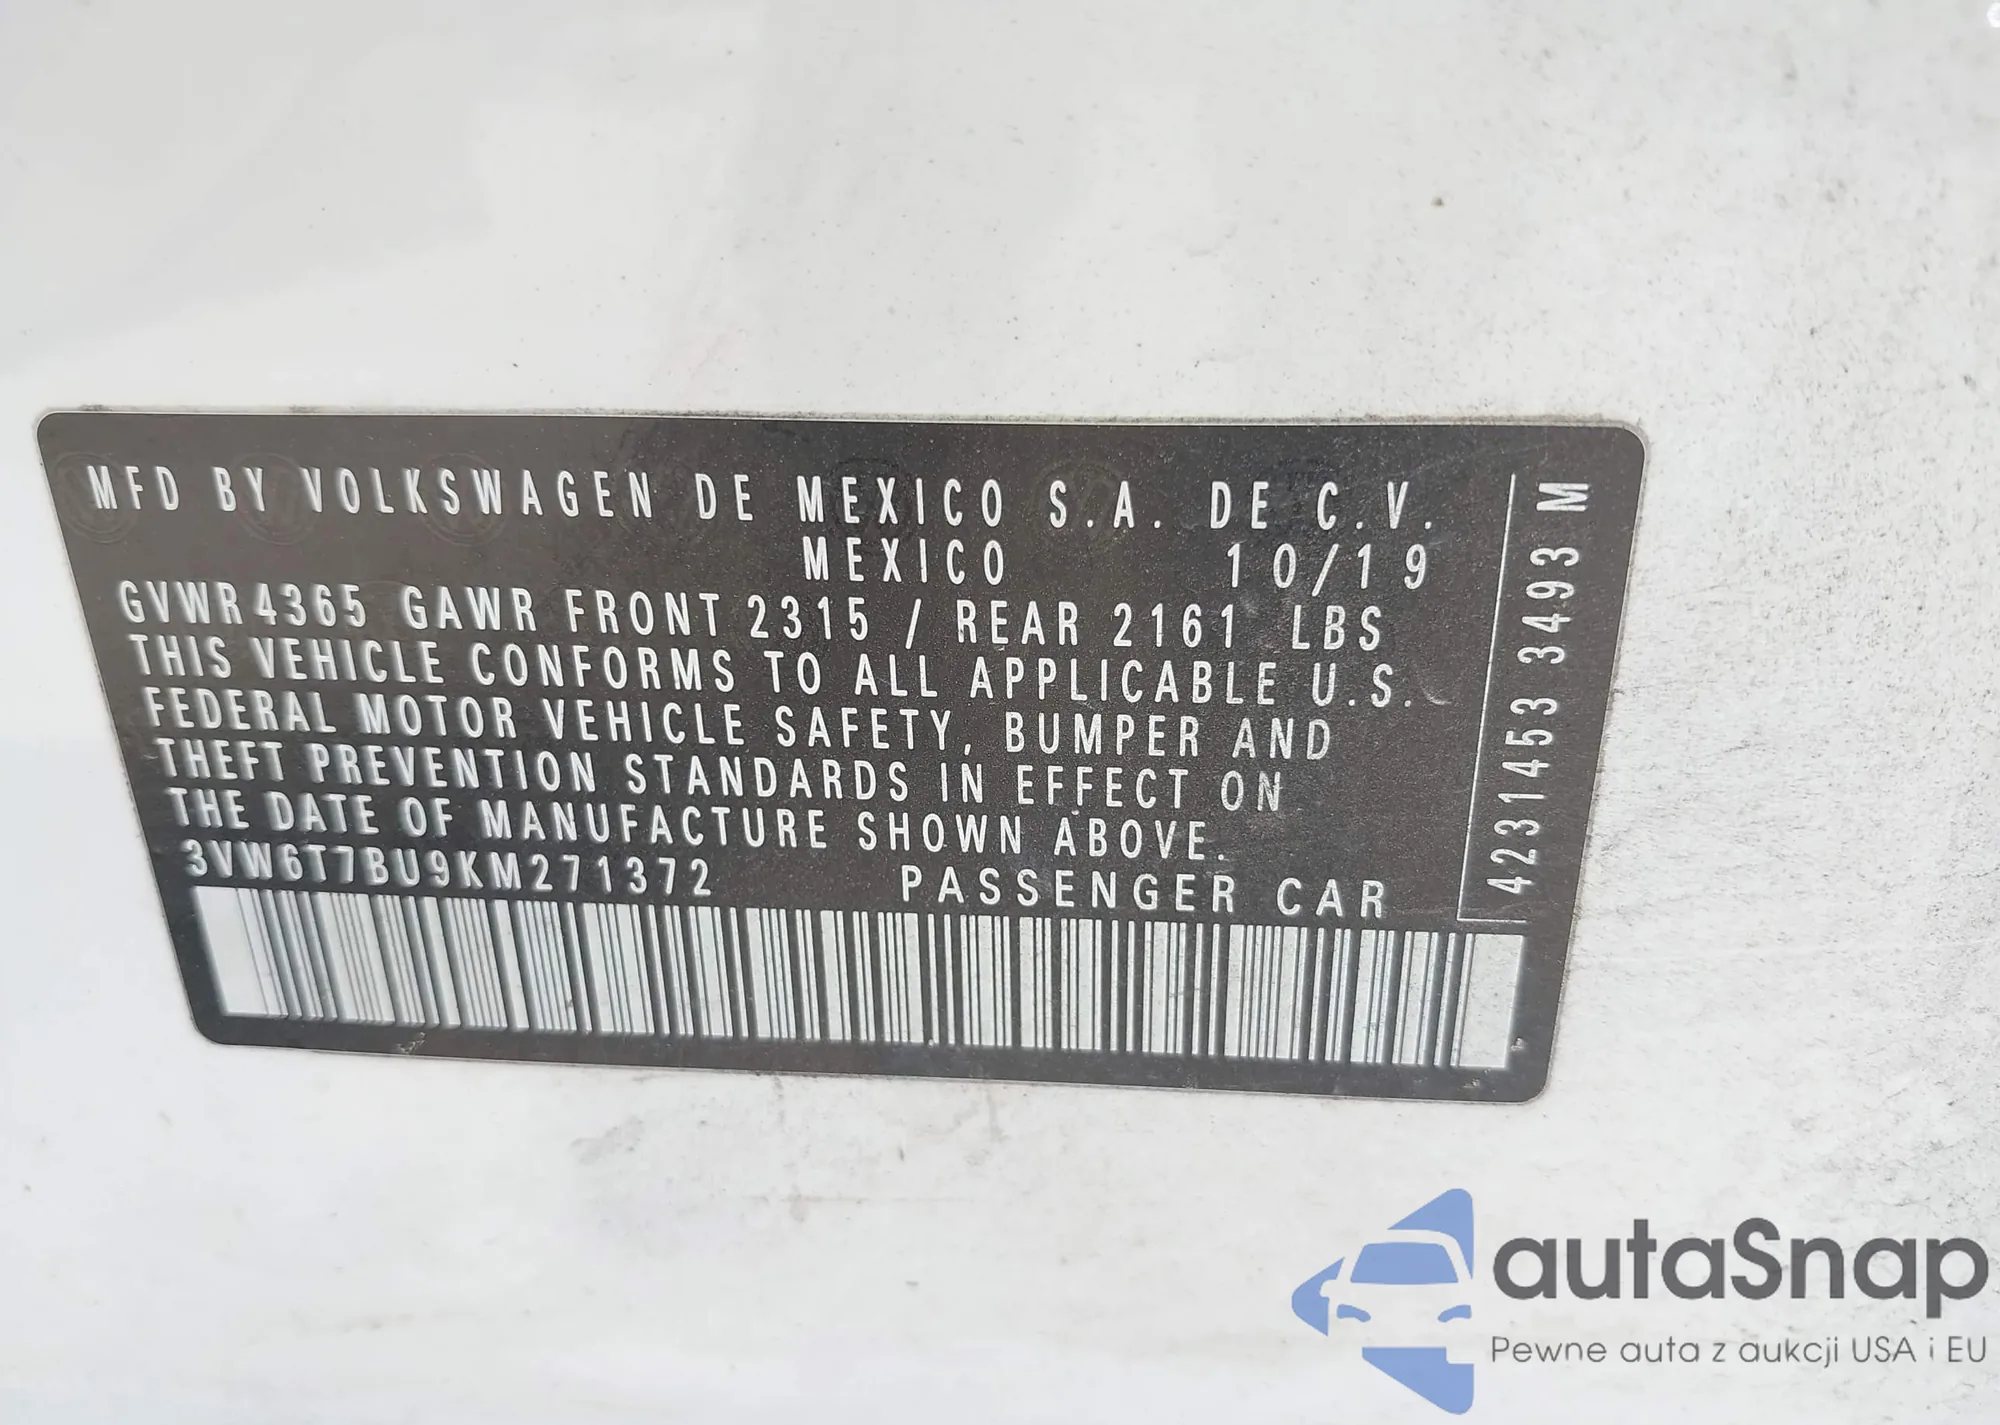 MFD BY VOLKSWAGEN DE MEXICO S.A. DE C.V.
MEXICO 10/19
GVWR 4365 GAWR FRONT 2315 / REAR 2161 LBS
THIS VEHICLE CONFORMS TO ALL APPLICABLE U.S.
FEDERAL MOTOR VEHICLE SAFETY, BUMPER AND
THEFT PREVENTION STANDARDS IN EFFECT ON
THE DATE OF MANUFACTURE SHOWN ABOVE.
3VW6T7BU9KM271372 PASSENGER CAR
4231453 3493 M
autaSnap
Pewne auta z aukcji USA i EU